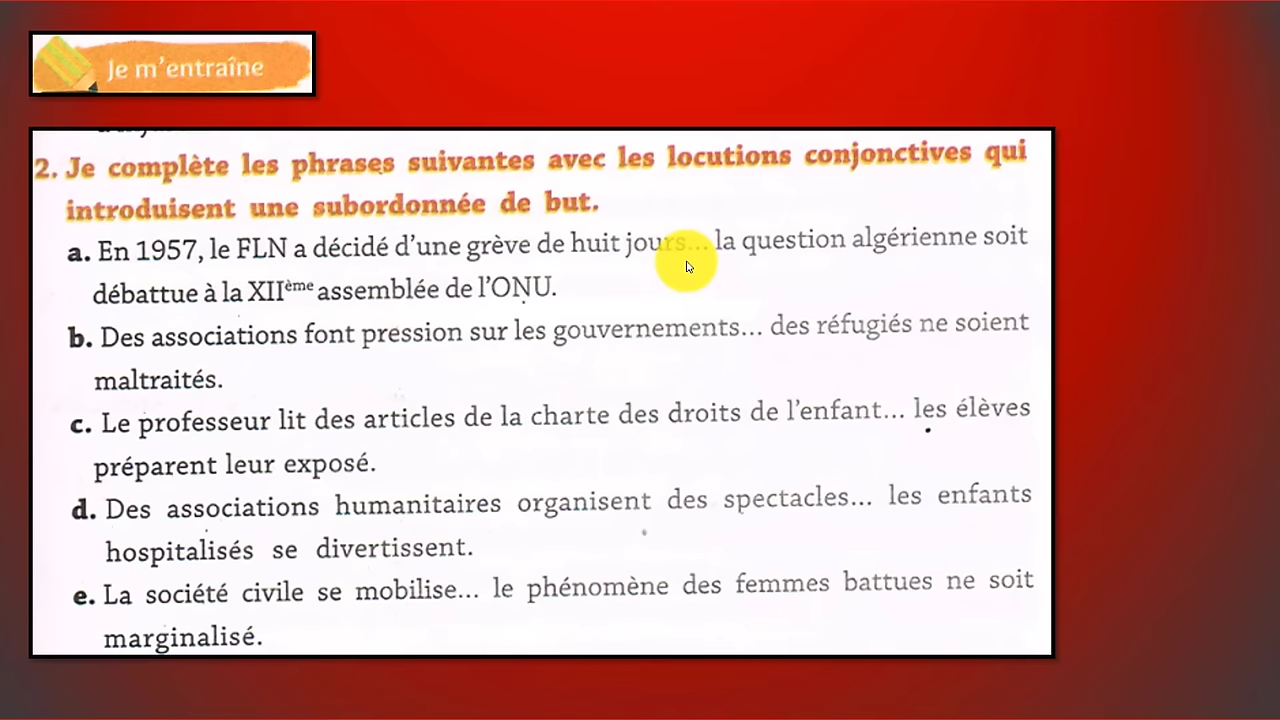 Je m'entraîne
2. Je complète les phrases suivantes avec les locutions conjonctives qui
introduisent une subordonnée de but.
a. En 1957, le FLN a décidé d'une grève de huit jours... la question algérienne soit
débattue à la XIIème assemblée de l'ONU.
b. Des associations font pression sur les gouvernements... des réfugiés ne soient
maltraités.
c. Le professeur lit des articles de la charte des droits de l'enfant... les élèves
préparent leur exposé.
d. Des associations humanitaires organisent des spectacles... les enfants
hospitalisés se divertissent.
e. La société civile se mobilise... le phénomène des femmes battues ne soit
marginalisé.